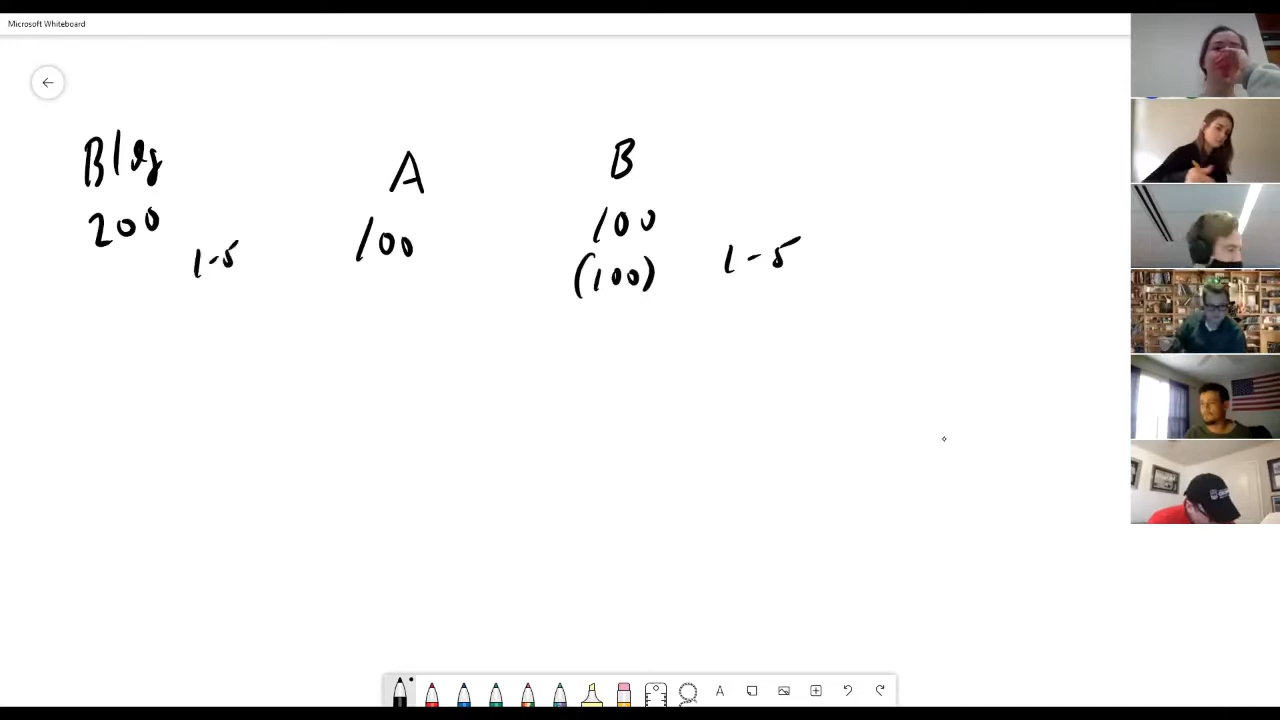 Microsoft Whiteboard
Bldg A B
200 100 100
1-5 (100) 1-5
A